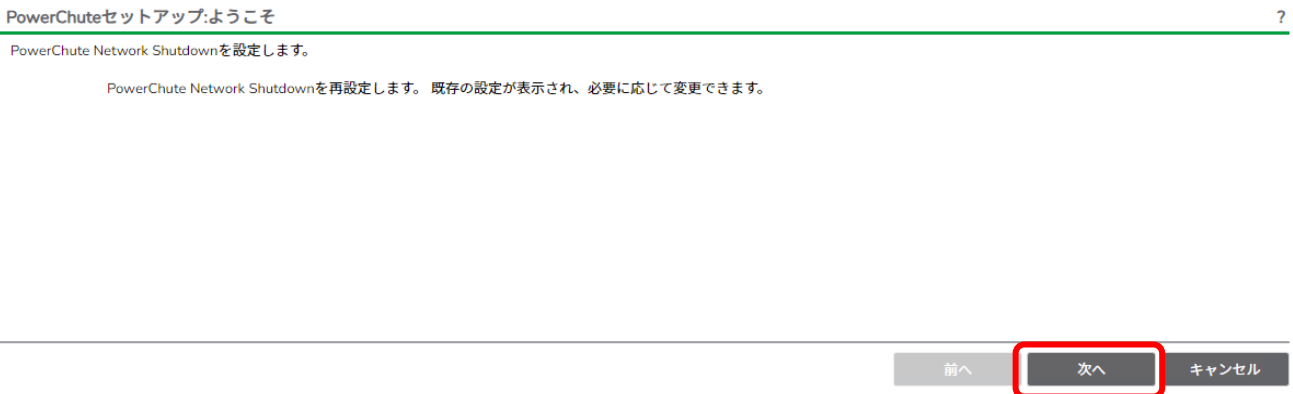 PowerChuteセットアップ:ようこそ
?
PowerChute Network Shutdownを設定します。
PowerChute Network Shutdownを再設定します。 既存の設定が表示され、必要に応じて変更できます。
前へ
次へ
キャンセル